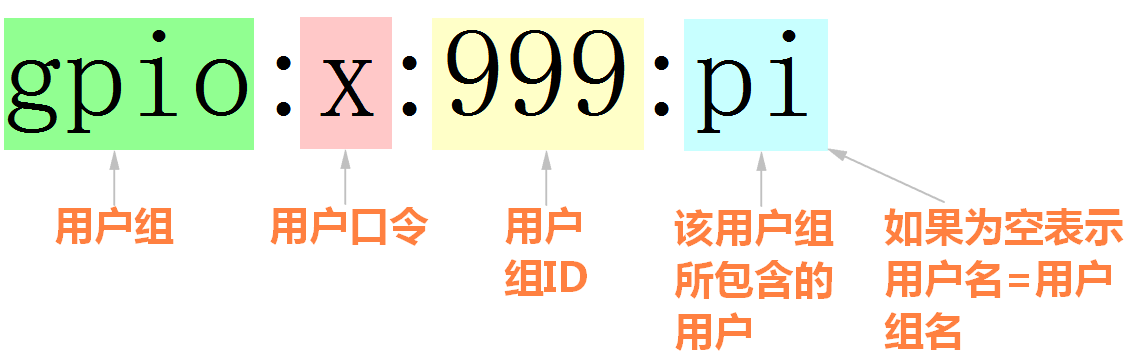 gpio:x:999:pi
用户组
用户口令
用户
组ID
该用户组
所包含的
用户
如果为空表示
用户名=用户
组名